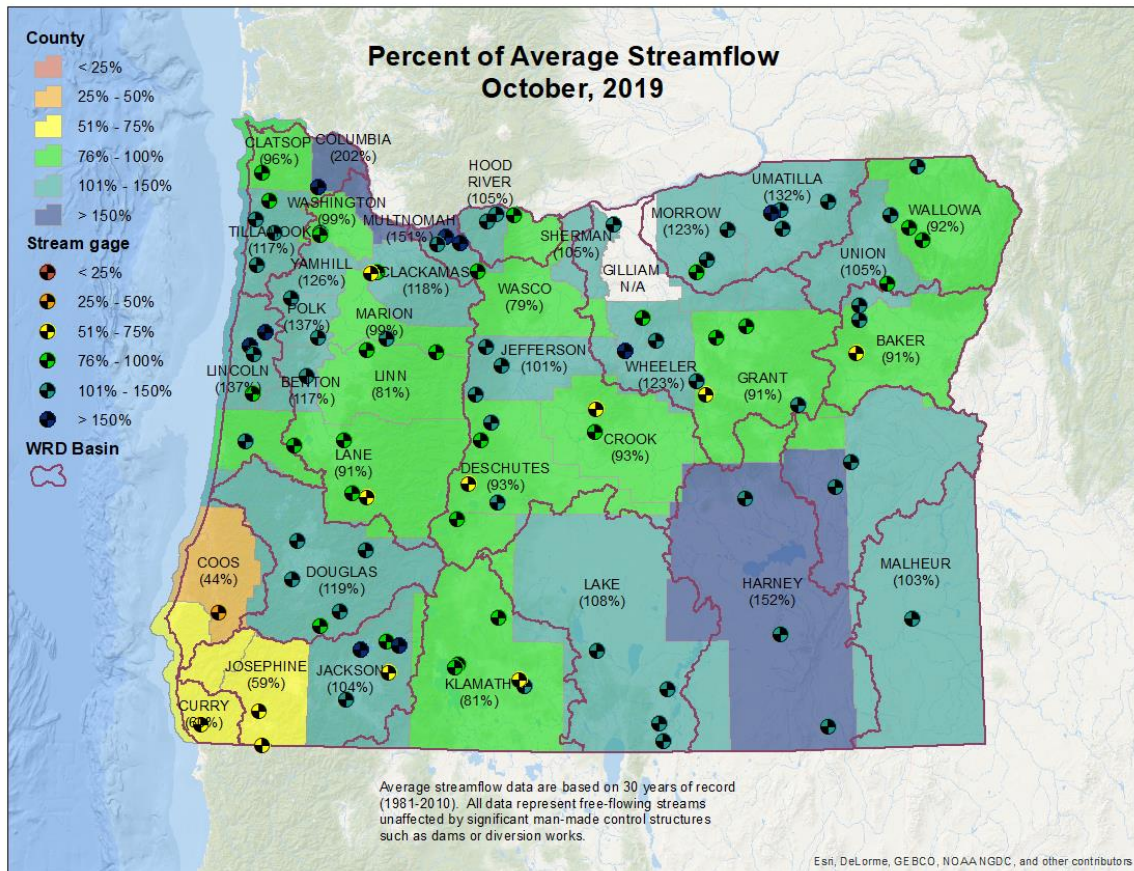 Percent of Average Streamflow
October, 2019
County
< 25%
25% - 50%
51% - 75%
76% - 100%
101% - 150%
> 150%
Stream gage
< 25%
25% - 50%
51% - 75%
76% - 100%
101% - 150%
> 150%
WRD Basin
CLATSOP
(96%)
COLUMBIA
(202%)
HOOD
RIVER
(105%)
WASHINGTON
(99%)
MULTNOMAH
(151%)
TILLAMOOK
(117%)
YAMHILL
(126%)
CLACKAMAS
(118%)
SHERMAN
(105%)
GILLIAM
N/A
MORROW
(123%)
UMATILLA
(132%)
WALLOWA
(92%)
UNION
(105%)
WASCO
(79%)
POLK
(137%)
MARION
(99%)
JEFFERSON
(101%)
WHEELER
(123%)
GRANT
(91%)
BAKER
(91%)
LINCOLN
(137%)
BENTON
(117%)
LINN
(81%)
LANE
(91%)
DESCHUTES
(93%)
CROOK
(93%)
COOS
(44%)
DOUGLAS
(119%)
LAKE
(108%)
HARNEY
(152%)
MALHEUR
(103%)
JOSEPHINE
(59%)
JACKSON
(104%)
KLAMATH
(81%)
CURRY
Average streamflow data are based on 30 years of record
(1981-2010). All data represent free-flowing streams
unaffected by significant man-made control structures
such as dams or diversion works.
Esri, DeLorme, GEBCO, NOAA NGDC, and other contributors